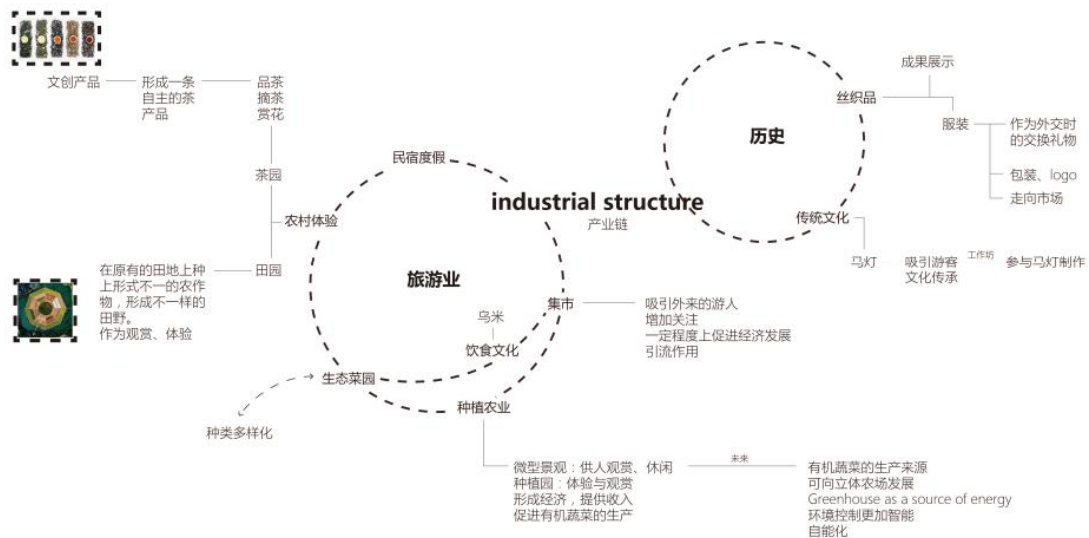 文创产品
形成一条
自主的茶
产品
品茶
摘茶
赏花
茶园
农村体验
田园
在原有的田地上种
上形式不一的农作
物，形成不一样的
田野。
作为观赏、体验
民宿度假
旅游业
乌米
饮食文化
集市
吸引外来的游人
增加关注
一定程度上促进经济发展
引流作用
生态菜园
种类多样化
种植农业
微型景观：供人观赏、休闲
种植园：体验与观赏
形成经济，提供收入
促进有机蔬菜的生产
未来
有机蔬菜的生产来源
可向立体农场发展
Greenhouse as a source of energy
环境控制更加智能
自能化
industrial structure
产业链
历史
丝织品
成果展示
服装
作为外交时
的交换礼物
包装、logo
走向市场
传统文化
马灯
吸引游客
文化传承
工作坊
参与马灯制作